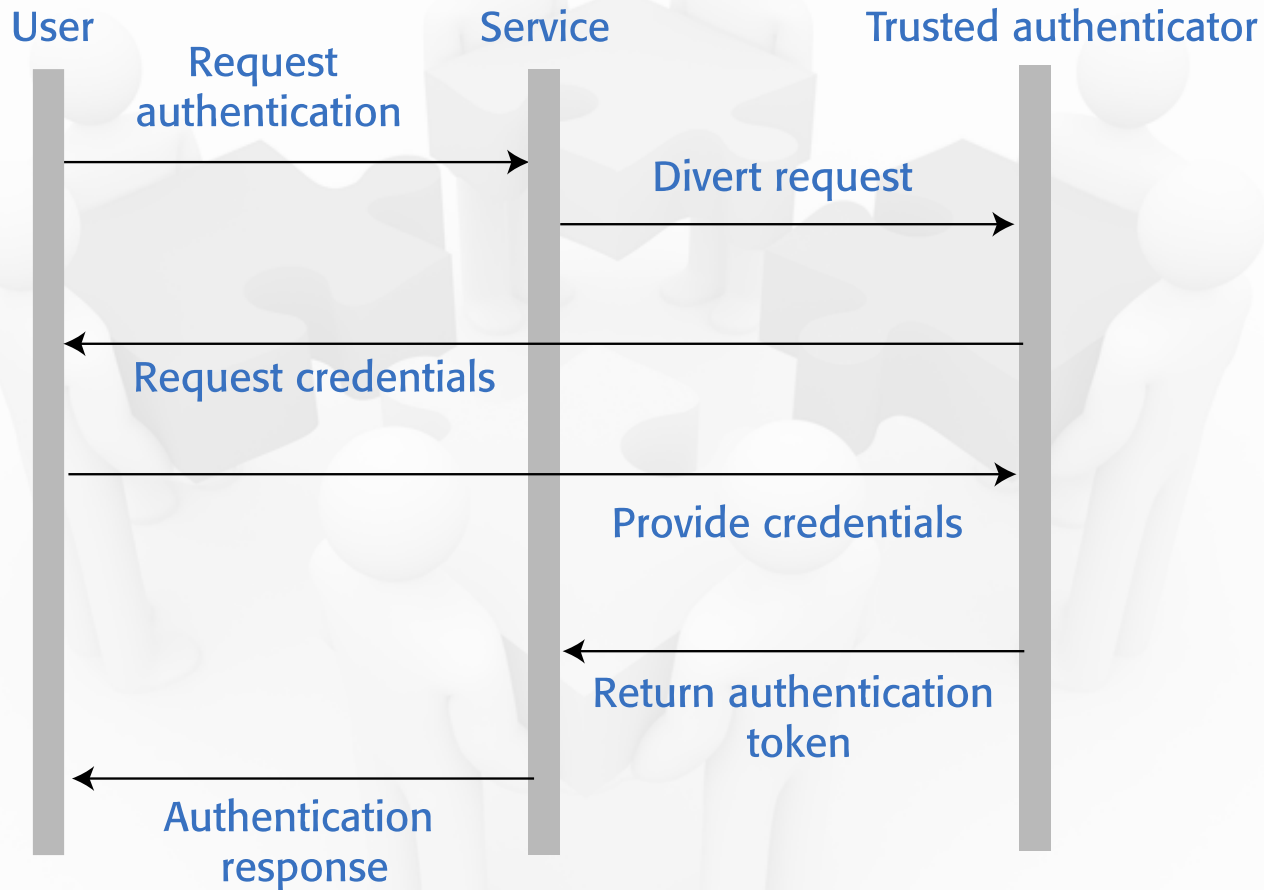 User
Service
Trusted authenticator
Request
authentication
Divert request
Request credentials
Provide credentials
Return authentication
token
Authentication
response